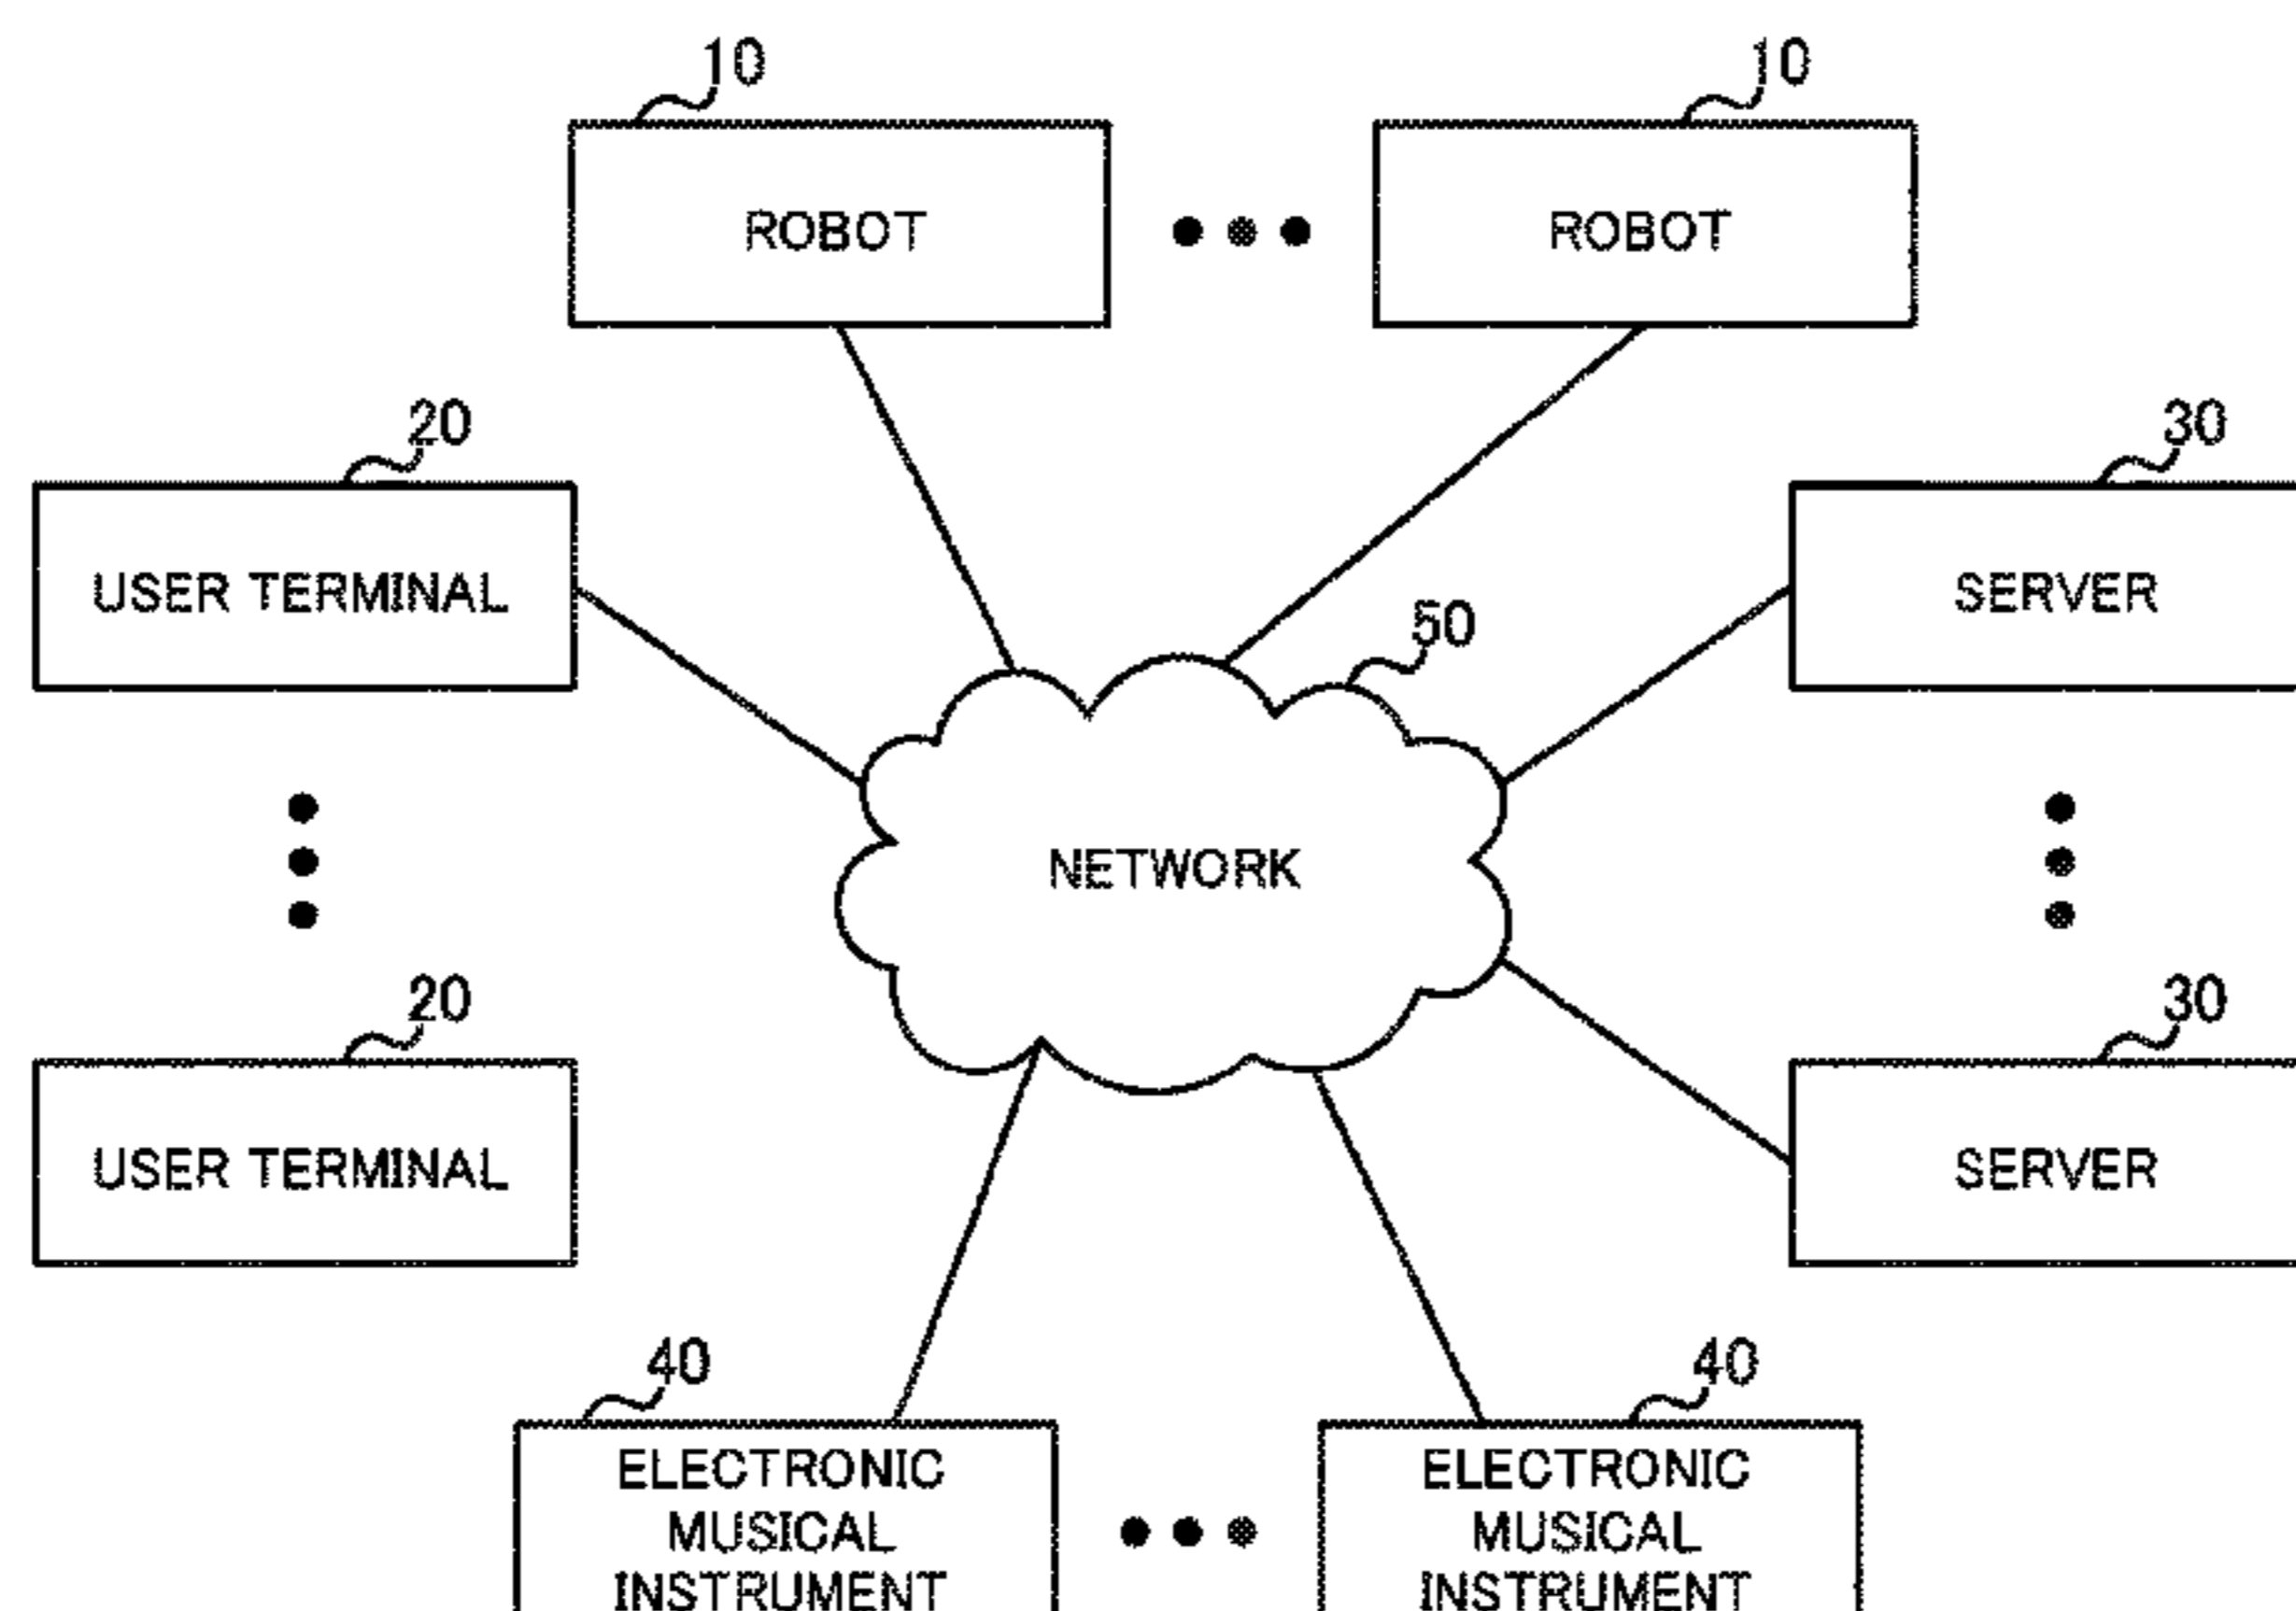 10
10
ROBOT
ROBOT
20
30
USER TERMINAL
SERVER
50
NETWORK
20
30
USER TERMINAL
SERVER
40
40
ELECTRONIC
MUSICAL
INSTRUMENT
ELECTRONIC
MUSICAL
INSTRUMENT